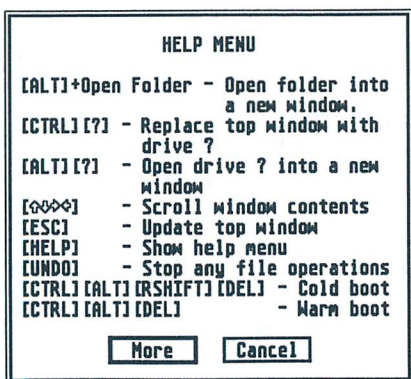 HELP MENU
[ALT]+Open Folder - Open folder into
a new window.
[CTRL][?] - Replace top window with
drive ?
[ALT][?] - Open drive ? into a new
window
[⇧⇩⇨⇦] - Scroll window contents
[ESC] - Update top window
[HELP] - Show help menu
[UNDO] - Stop any file operations
[CTRL][ALT][RSHIFT][DEL] - Cold boot
[CTRL][ALT][DEL] - Warm boot
More Cancel